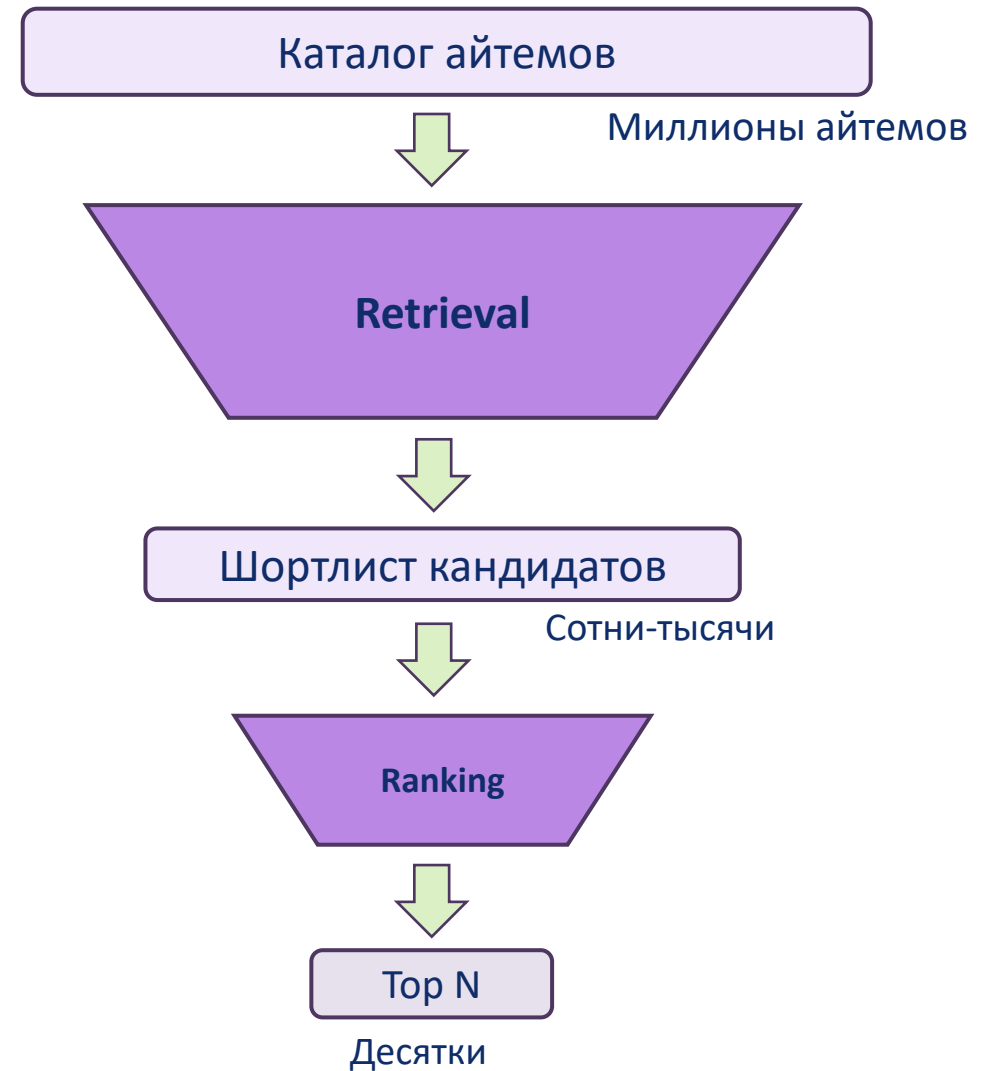 Каталог айтемов
Миллионы айтемов
Retrieval
Шортлист кандидатов
Сотни-тысячи
Ranking
Top N
Десятки